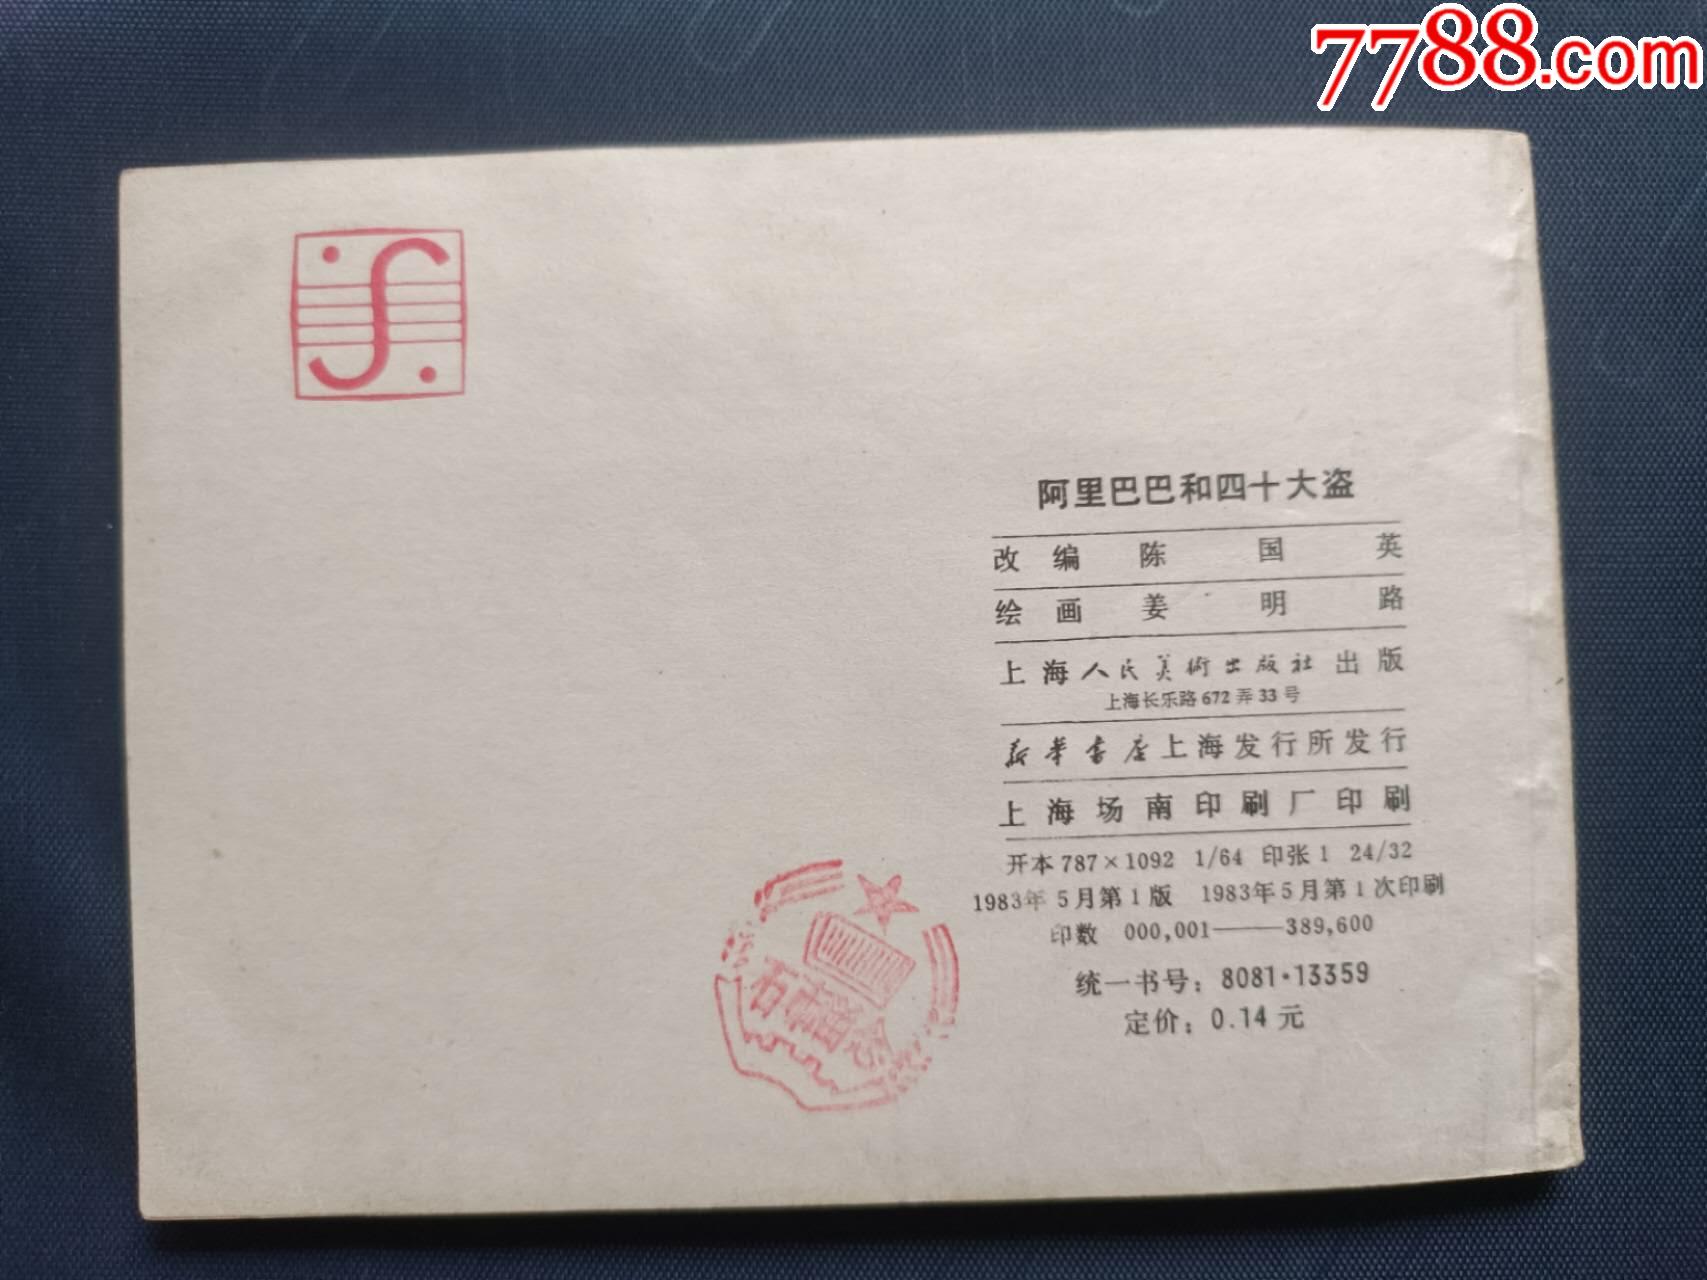 7788.com
阿里巴巴和四十大盗
改编 陈国英
绘画 姜明路
上海人民美術出版社出版
上海长乐路672弄33号
新华书店上海发行所发行
上海场南印刷厂印刷
开本 787×1092 1/64 印张 1 24/32
1983年5月第1版 1983年5月第1次印刷
印数 000,001——389,600
统一书号：8081·13359
定价：0.14元